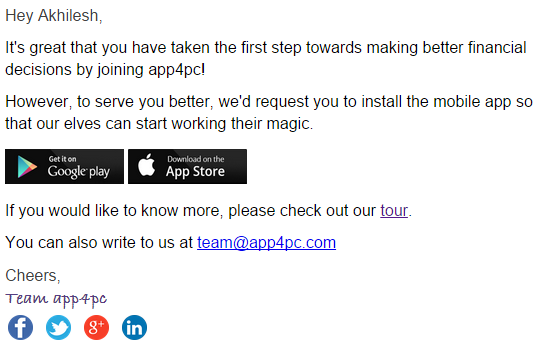 Hey Akhilesh,
It's great that you have taken the first step towards making better financial
decisions by joining app4pc!
However, to serve you better, we'd request you to install the mobile app so
that our elves can start working their magic.
Get it on
Google play
Download on the
App Store
If you would like to know more, please check out our tour.
You can also write to us at team@app4pc.com
Cheers,
Team app4pc
f
g+
in